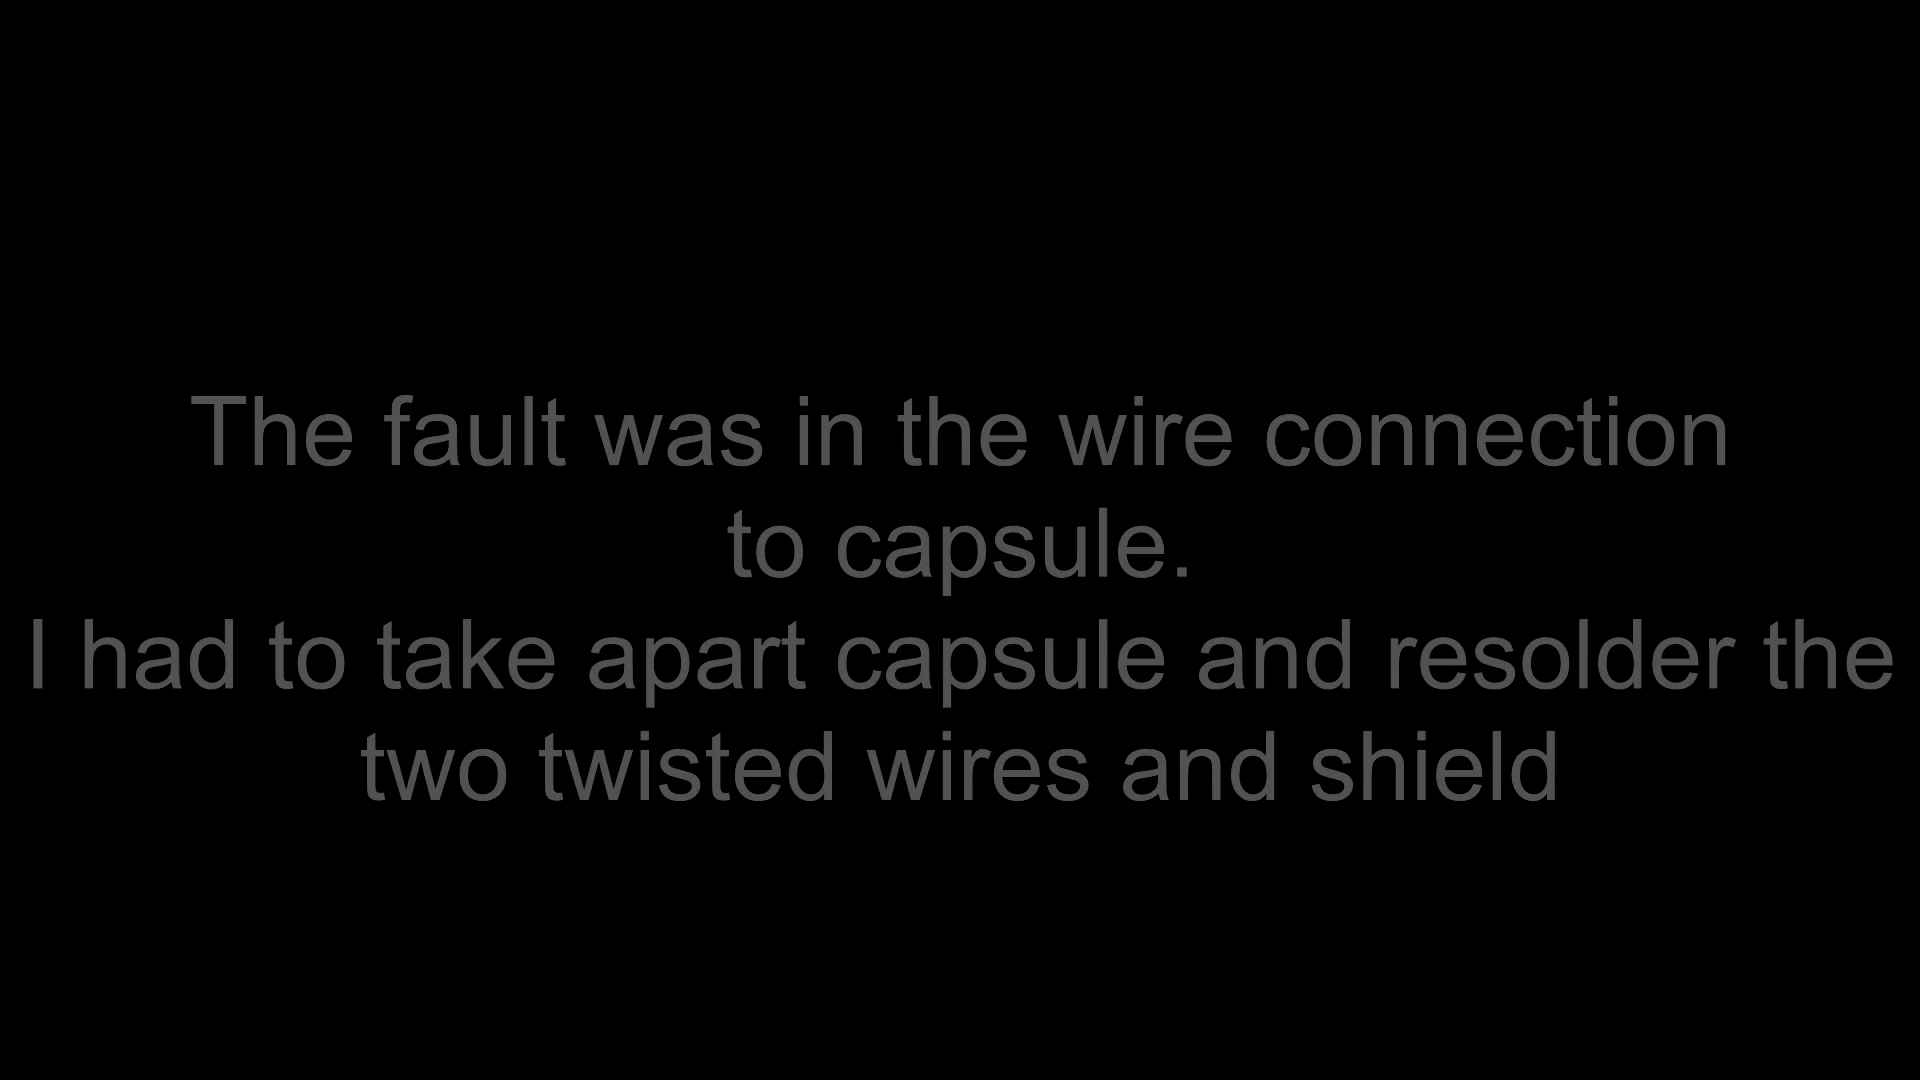 The fault was in the wire connection
to capsule.
I had to take apart capsule and resolder the
two twisted wires and shield